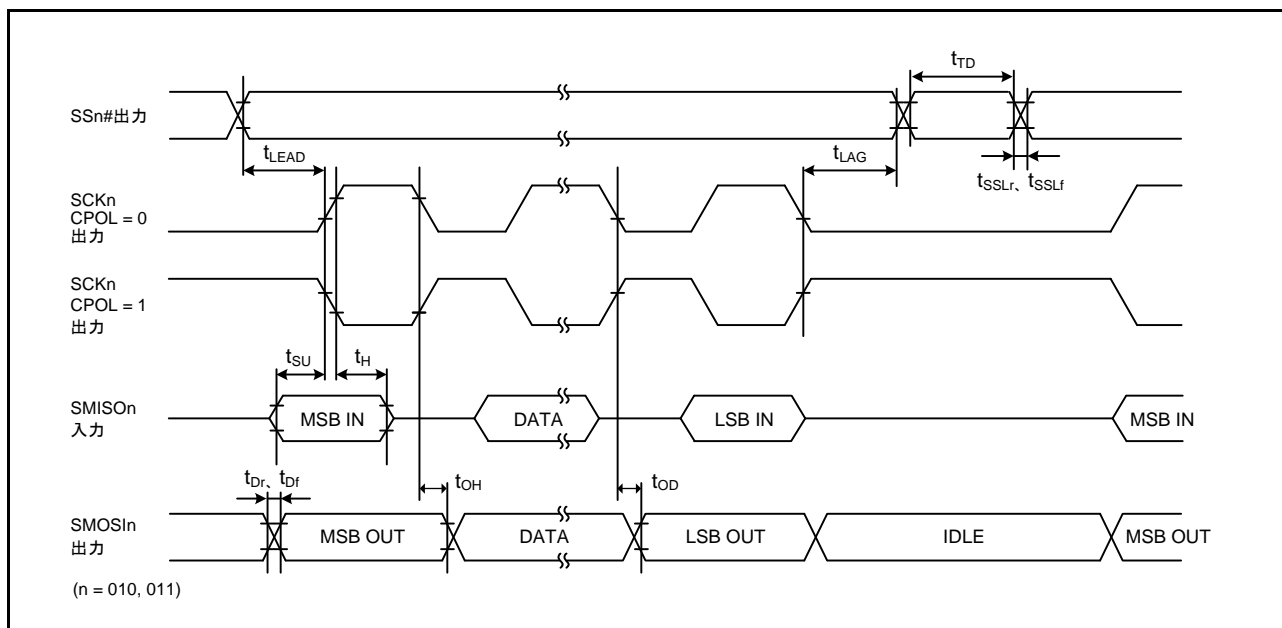 tTD
SSn#出力
tLEAD
tLAG
tSSLr、tSSLf
SCKn
CPOL = 0
出力
SCKn
CPOL = 1
出力
tSU
tH
SMISOn
入力
MSB IN
DATA
LSB IN
MSB IN
tDr、tDf
tOH
tOD
SMOSIn
出力
MSB OUT
DATA
LSB OUT
IDLE
MSB OUT
(n = 010, 011)